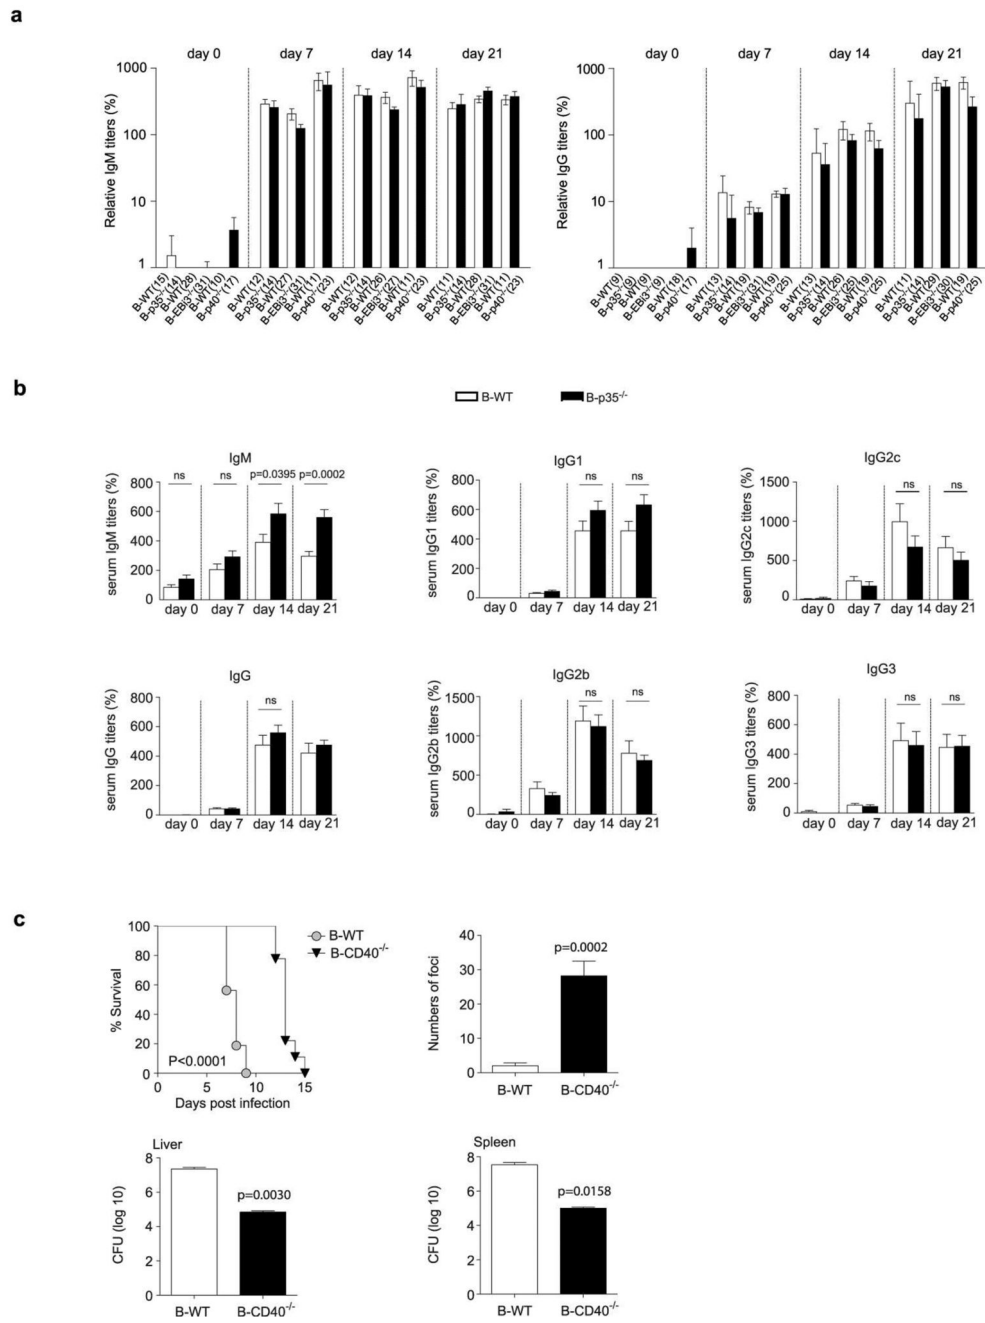 a
day 0 day 7 day 14 day 21
Relative IgM titers (%)
1000
100
10
1
B-WT(15)
B-p35-/-(14)
B-WT(28)
B-EBi3-/-(31)
B-WT(10)
B-p40-/-(17)
B-WT(12)
B-p35-/-(14)
B-WT(27)
B-EBi3-/-(31)
B-WT(11)
B-p40-/-(23)
B-WT(12)
B-p35-/-(14)
B-WT(26)
B-EBi3-/-(27)
B-WT(11)
B-p40-/-(23)
B-WT(11)
B-p35-/-(14)
B-WT(28)
B-EBi3-/-(31)
B-WT(11)
B-p40-/-(23)
day 0 day 7 day 14 day 21
Relative IgG titers (%)
1000
100
10
1
B-WT(9)
B-p35-/-(9)
B-WT(9)
B-EBi3-/-(9)
B-WT(18)
B-p40-/-(17)
B-WT(13)
B-p35-/-(14)
B-WT(19)
B-EBi3-/-(31)
B-WT(19)
B-p40-/-(25)
B-WT(13)
B-p35-/-(14)
B-WT(26)
B-EBi3-/-(25)
B-WT(19)
B-p40-/-(25)
B-WT(11)
B-p35-/-(14)
B-WT(29)
B-EBi3-/-(30)
B-WT(19)
B-p40-/-(25)
b
B-WT B-p35-/-
IgM
serum IgM titers (%)
800
600
400
200
0
ns ns p=0.0395 p=0.0002
day 0 day 7 day 14 day 21
IgG1
serum IgG1 titers (%)
800
600
400
200
0
ns ns
day 0 day 7 day 14 day 21
IgG2c
serum IgG2c titers (%)
1500
1000
500
0
ns ns
day 0 day 7 day 14 day 21
IgG
serum IgG titers (%)
800
600
400
200
0
ns
day 0 day 7 day 14 day 21
IgG2b
serum IgG2b titers (%)
1500
1000
500
0
ns ns
day 0 day 7 day 14 day 21
IgG3
serum IgG3 titers (%)
800
600
400
200
0
ns ns
day 0 day 7 day 14 day 21
c
% Survival
100
80
60
40
20
0
P<0.0001
0 5 10 15
Days post infection
B-WT
B-CD40-/-
Numbers of foci
40
30
20
10
0
p=0.0002
B-WT B-CD40-/-
Liver
CFU (log 10)
8
6
4
2
0
p=0.0030
B-WT B-CD40-/-
Spleen
CFU (log 10)
8
6
4
2
0
p=0.0158
B-WT B-CD40-/-